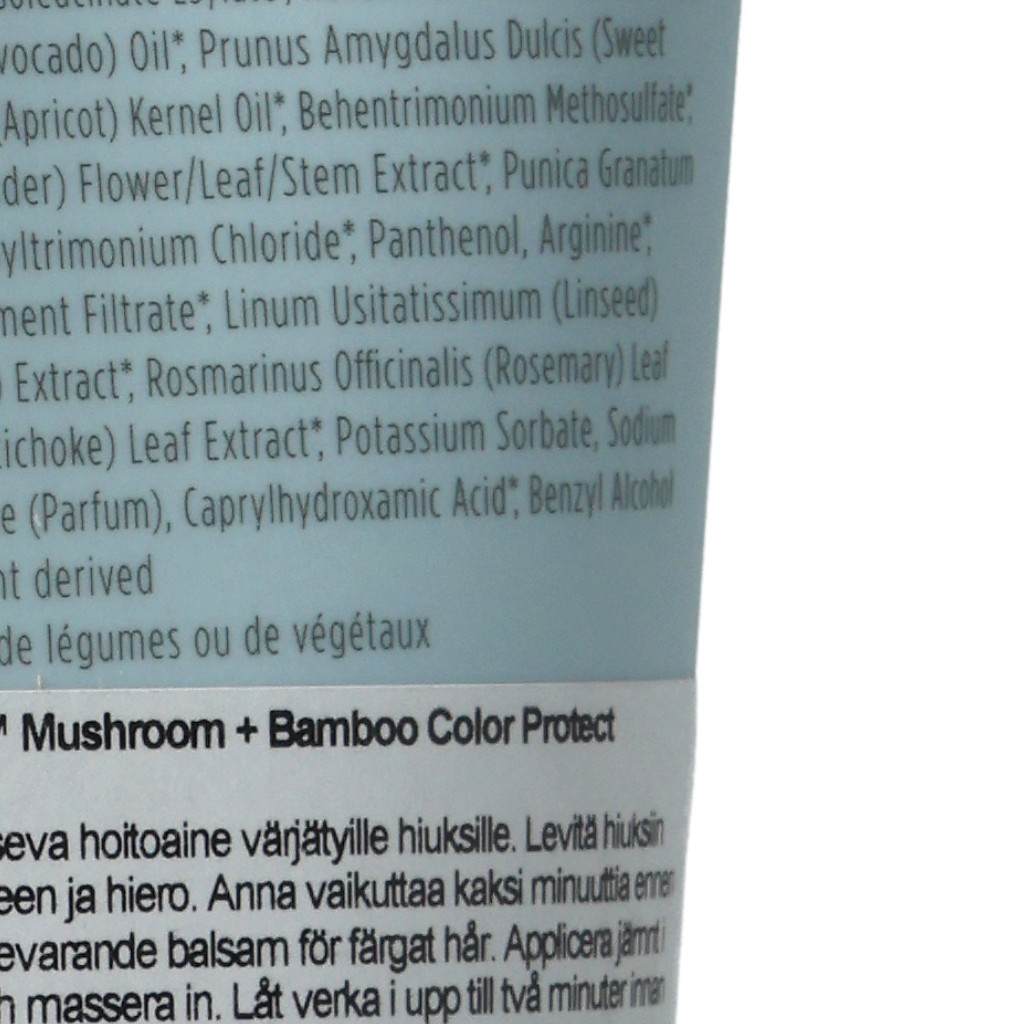 vocado) Oil*, Prunus Amygdalus Dulcis (Sweet
(Apricot) Kernel Oil*, Behentrimonium Methosulfate*,
der) Flower/Leaf/Stem Extract*, Punica Granatum
yltrimonium Chloride*, Panthenol, Arginine*,
ment Filtrate*, Linum Usitatissimum (Linseed)
) Extract*, Rosmarinus Officinalis (Rosemary) Leaf
tichoke) Leaf Extract*, Potassium Sorbate, Sodium
e (Parfum), Caprylhydroxamic Acid*, Benzyl Alcohol
nt derived
de légumes ou de végétaux
Mushroom + Bamboo Color Protect
seva hoitoaine värjätyille hiuksille. Levitä hiuksiin
een ja hiero. Anna vaikuttaa kaksi minuuttia ennen
evarande balsam för färgat hår. Applicera jämnt i
h massera in. Låt verka i upp till två minuter innan